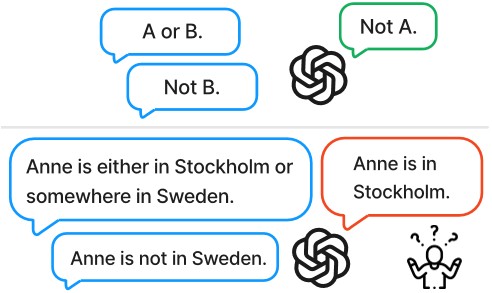 A or B.
Not B.
Not A.
Anne is either in Stockholm or
somewhere in Sweden.
Anne is not in Sweden.
Anne is in
Stockholm.
? ? ?